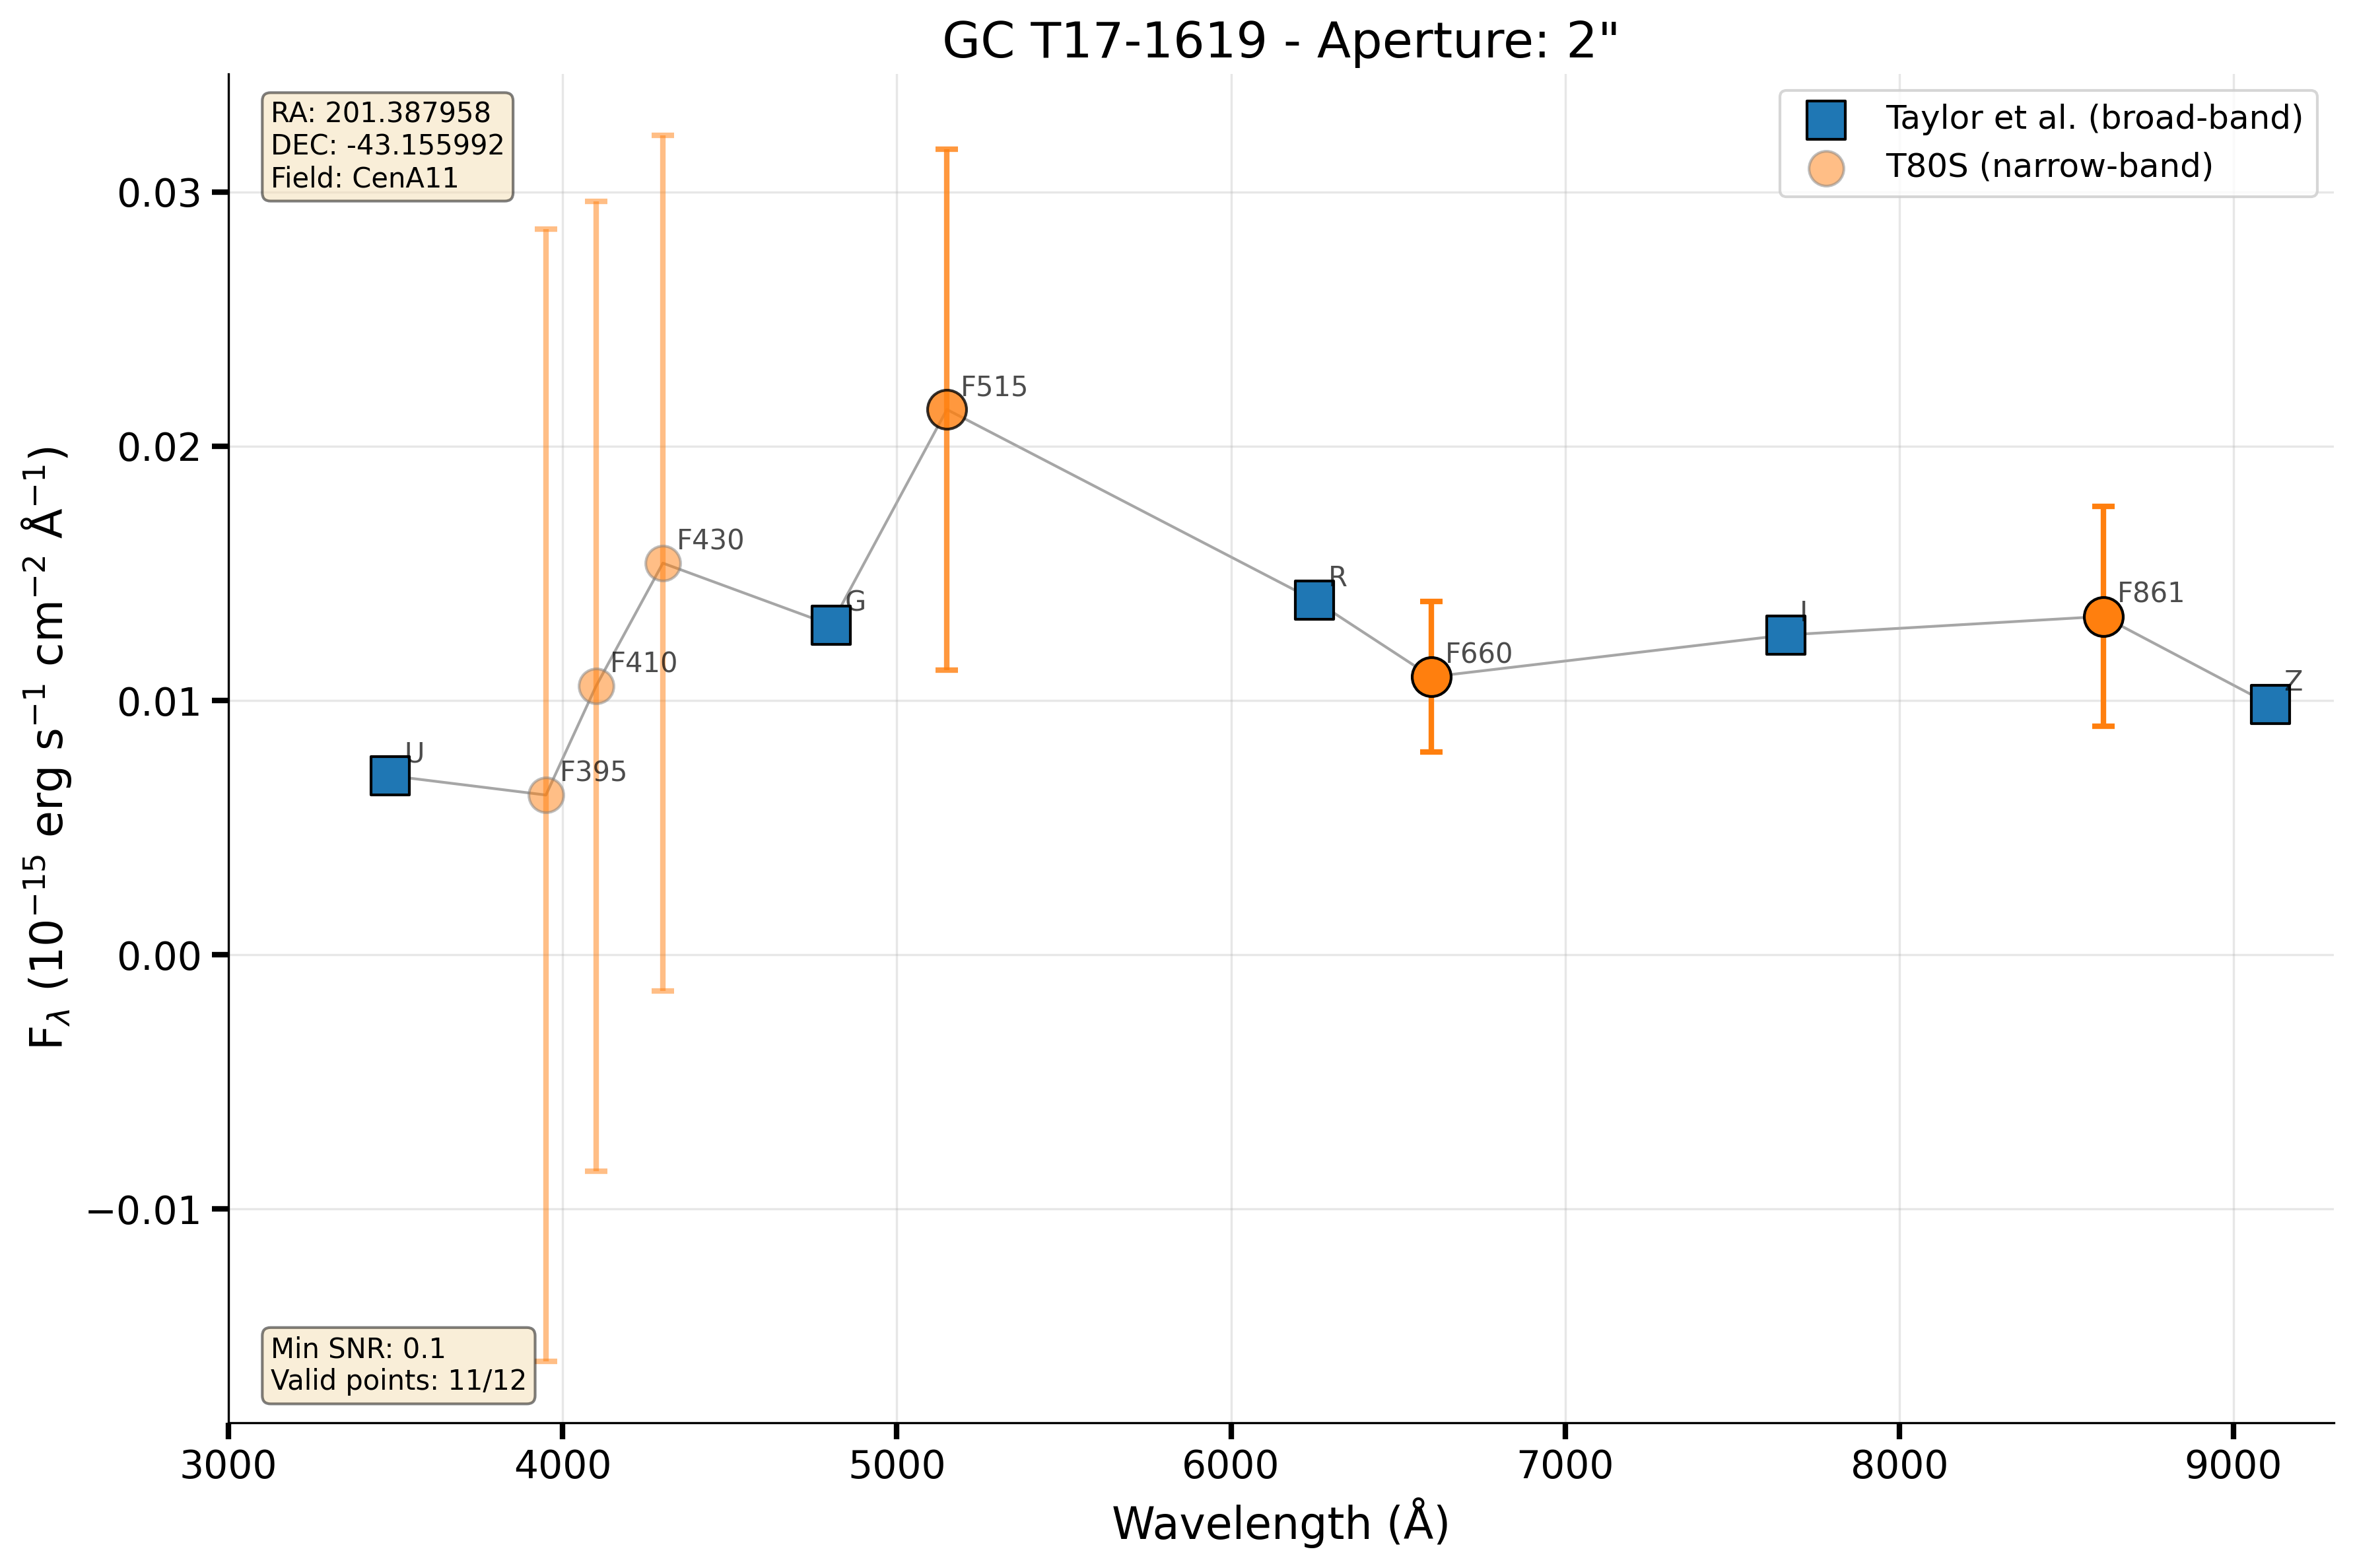 GC T17-1619 - Aperture: 2"
RA: 201.387958
DEC: -43.155992
Field: CenA11
Taylor et al. (broad-band)
T80S (narrow-band)
0.03
0.02
0.01
0.00
−0.01
F_λ (10⁻¹⁵ erg s⁻¹ cm⁻² Å⁻¹)
U
F395
F410
F430
G
F515
R
F660
I
F861
Z
Min SNR: 0.1
Valid points: 11/12
3000
4000
5000
6000
7000
8000
9000
Wavelength (Å)